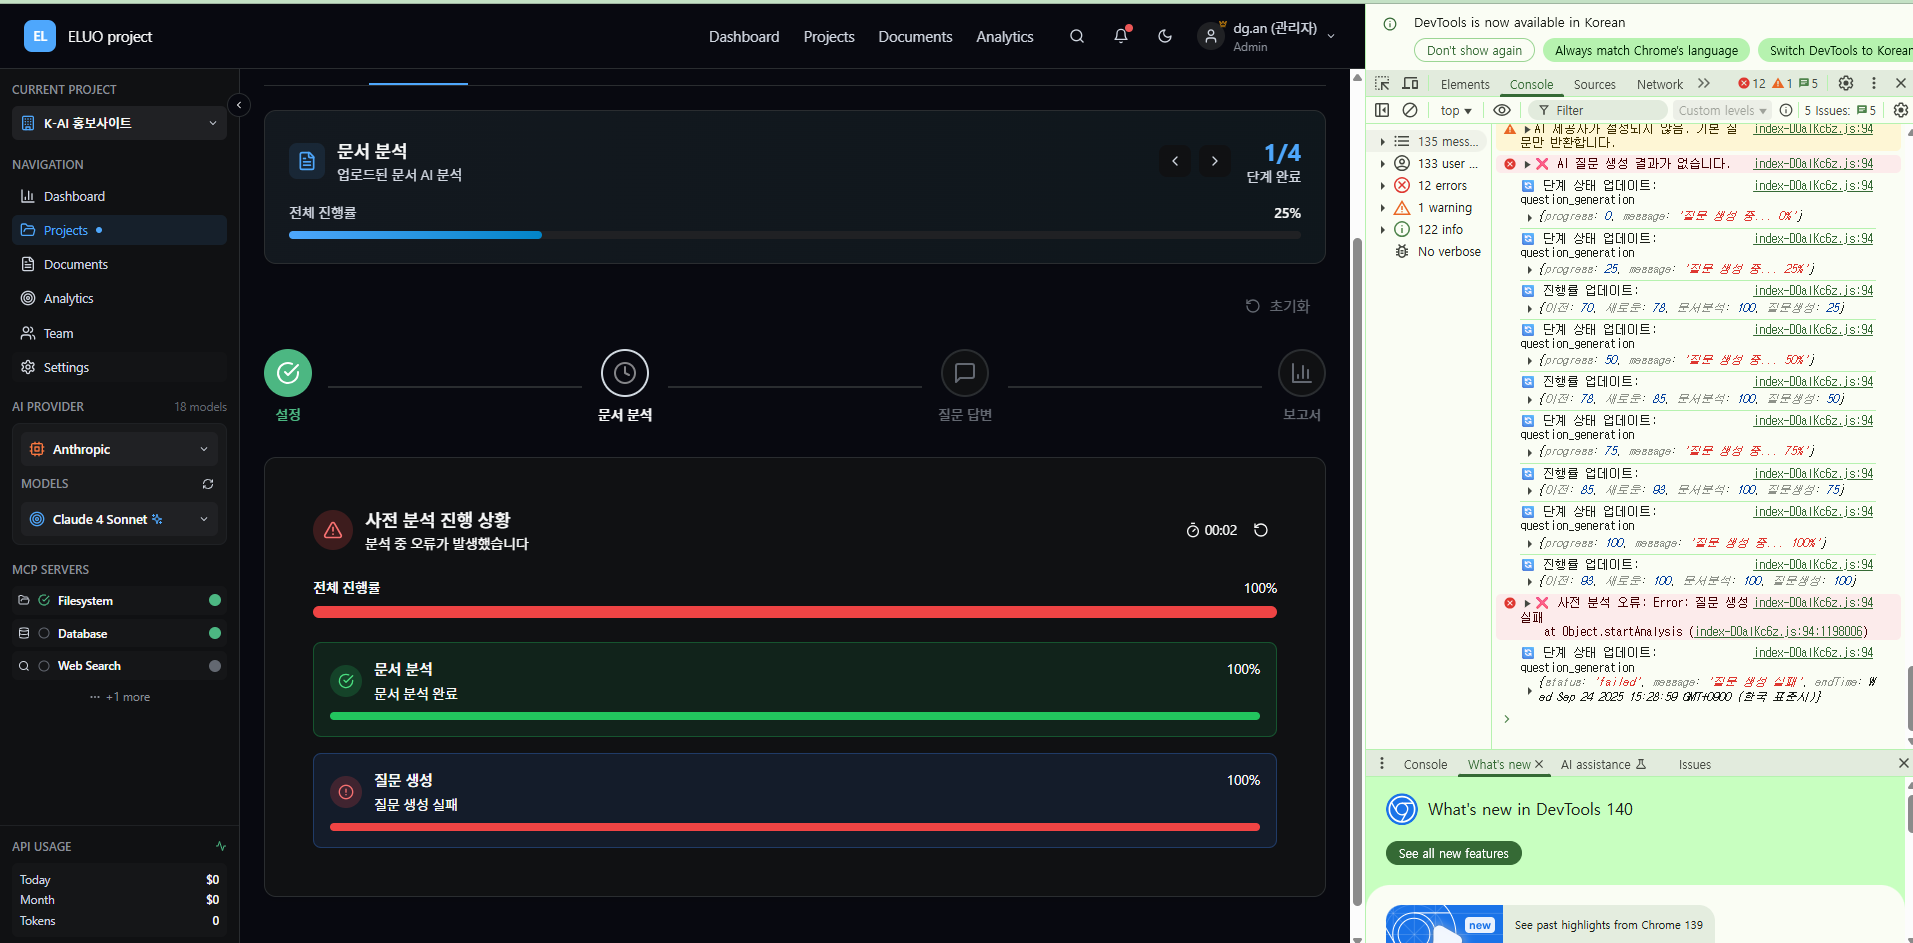 EL ELUO project
Dashboard Projects Documents Analytics
dg.an (관리자)
Admin
CURRENT PROJECT
K-AI 홍보사이트
NAVIGATION
Dashboard
Projects
Documents
Analytics
Team
Settings
AI PROVIDER 18 models
Anthropic
MODELS
Claude 4 Sonnet
MCP SERVERS
Filesystem
Database
Web Search
··· +1 more
API USAGE
Today $0
Month $0
Tokens 0
문서 분석
업로드된 문서 AI 분석
1/4
단계 완료
전체 진행률 25%
초기화
설정
문서 분석
질문 답변
보고서
사전 분석 진행 상황
분석 중 오류가 발생했습니다
00:02
전체 진행률 100%
문서 분석 100%
문서 분석 완료
질문 생성 100%
질문 생성 실패
DevTools is now available in Korean
Don't show again Always match Chrome's language Switch DevTools to Korean
Elements Console Sources Network 12 1 5
top Filter Custom levels 5 Issues: 5
135 mess...
133 user ...
12 errors
1 warning
122 info
No verbose
AI 제공자가 설정되지 않음. 기본 질 index-D0alKc6z.js:94
문만 반환합니다.
❌ AI 질문 생성 결과가 없습니다. index-D0alKc6z.js:94
🔄 단계 상태 업데이트: index-D0alKc6z.js:94
question_generation
{progress: 0, message: '질문 생성 중... 0%'}
🔄 단계 상태 업데이트: index-D0alKc6z.js:94
question_generation
{progress: 25, message: '질문 생성 중... 25%'}
🔄 진행률 업데이트: index-D0alKc6z.js:94
{이전: 70, 새로운: 78, 문서분석: 100, 질문생성: 25}
🔄 단계 상태 업데이트: index-D0alKc6z.js:94
question_generation
{progress: 50, message: '질문 생성 중... 50%'}
🔄 진행률 업데이트: index-D0alKc6z.js:94
{이전: 78, 새로운: 85, 문서분석: 100, 질문생성: 50}
🔄 단계 상태 업데이트: index-D0alKc6z.js:94
question_generation
{progress: 75, message: '질문 생성 중... 75%'}
🔄 진행률 업데이트: index-D0alKc6z.js:94
{이전: 85, 새로운: 93, 문서분석: 100, 질문생성: 75}
🔄 단계 상태 업데이트: index-D0alKc6z.js:94
question_generation
{progress: 100, message: '질문 생성 중... 100%'}
🔄 진행률 업데이트: index-D0alKc6z.js:94
{이전: 93, 새로운: 100, 문서분석: 100, 질문생성: 100}
❌ 사전 분석 오류: Error: 질문 생성 index-D0alKc6z.js:94
실패
at Object.startAnalysis (index-D0alKc6z.js:94:1198006)
🔄 단계 상태 업데이트: index-D0alKc6z.js:94
question_generation
{status: 'failed', message: '질문 생성 실패', endTime: W
ed Sep 24 2025 15:28:59 GMT+0900 (한국 표준시)}
Console What's new AI assistance Issues
What's new in DevTools 140
See all new features
new
See past highlights from Chrome 139